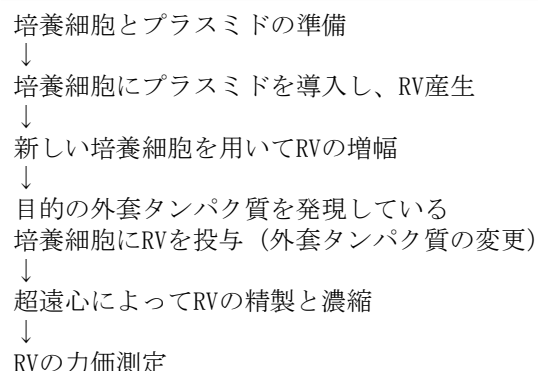 培養細胞とプラスミドの準備
↓
培養細胞にプラスミドを導入し、RV産生
↓
新しい培養細胞を用いてRVの増幅
↓
目的の外套タンパク質を発現している
培養細胞にRVを投与（外套タンパク質の変更）
↓
超遠心によってRVの精製と濃縮
↓
RVの力価測定